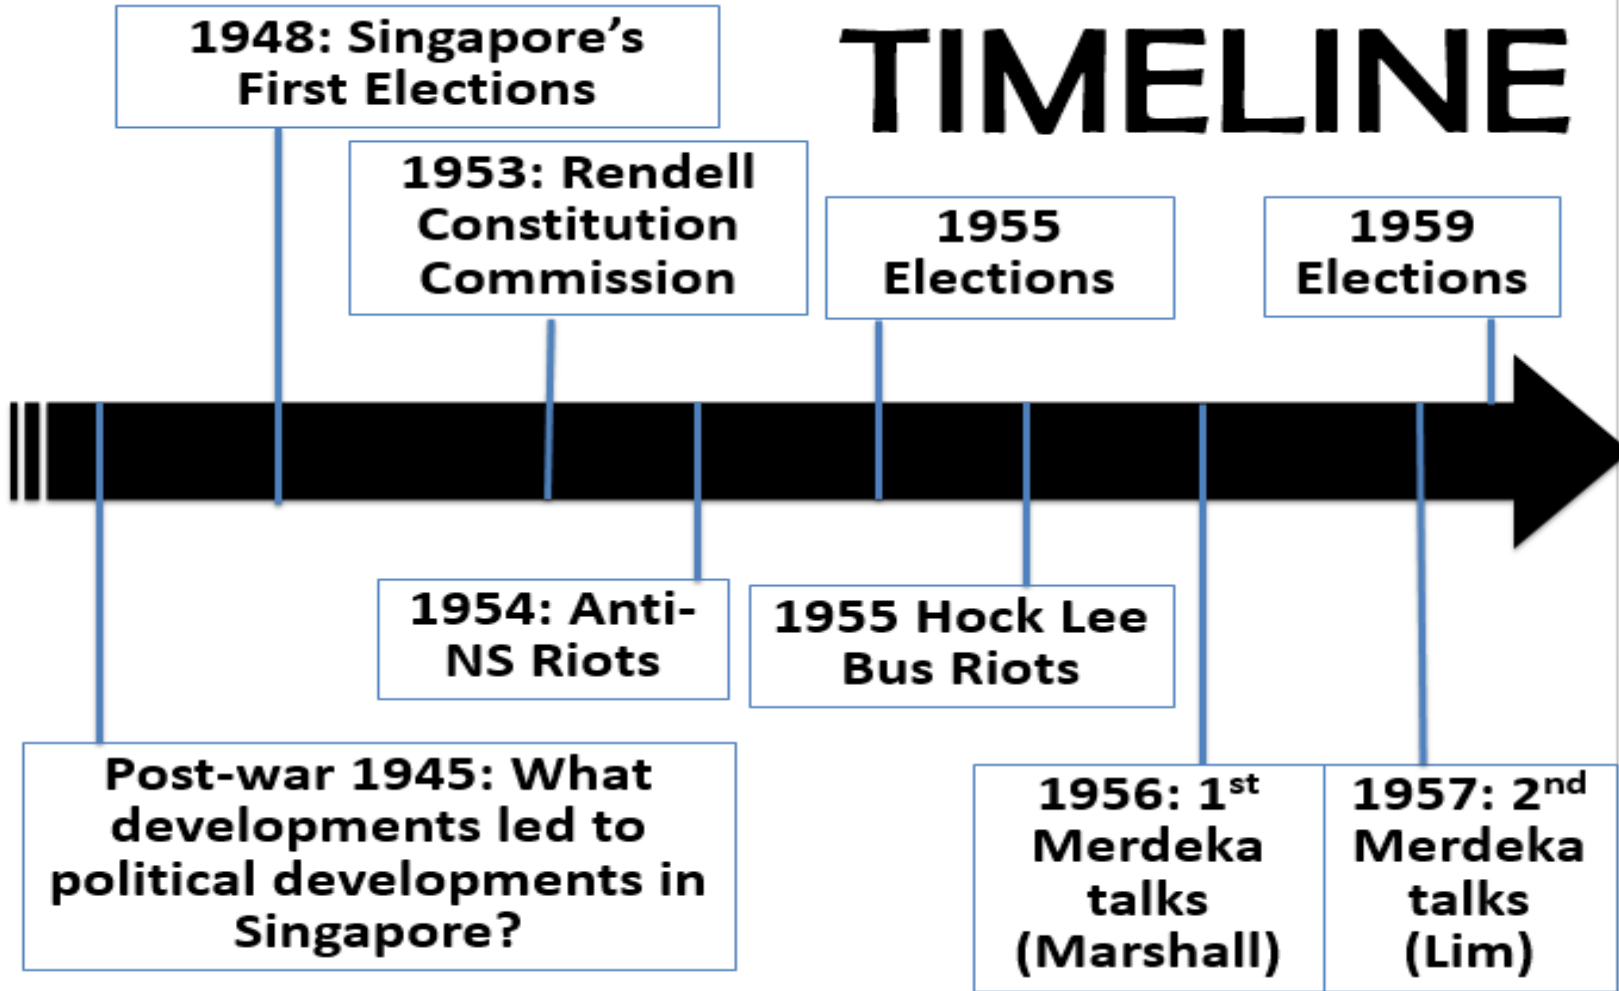 TIMELINE
1948: Singapore’s
First Elections
1953: Rendell
Constitution
Commission
1955
Elections
1959
Elections
1954: Anti-
NS Riots
1955 Hock Lee
Bus Riots
Post-war 1945: What
developments led to
political developments in
Singapore?
1956: 1st
Merdeka
talks
(Marshall)
1957: 2nd
Merdeka
talks
(Lim)